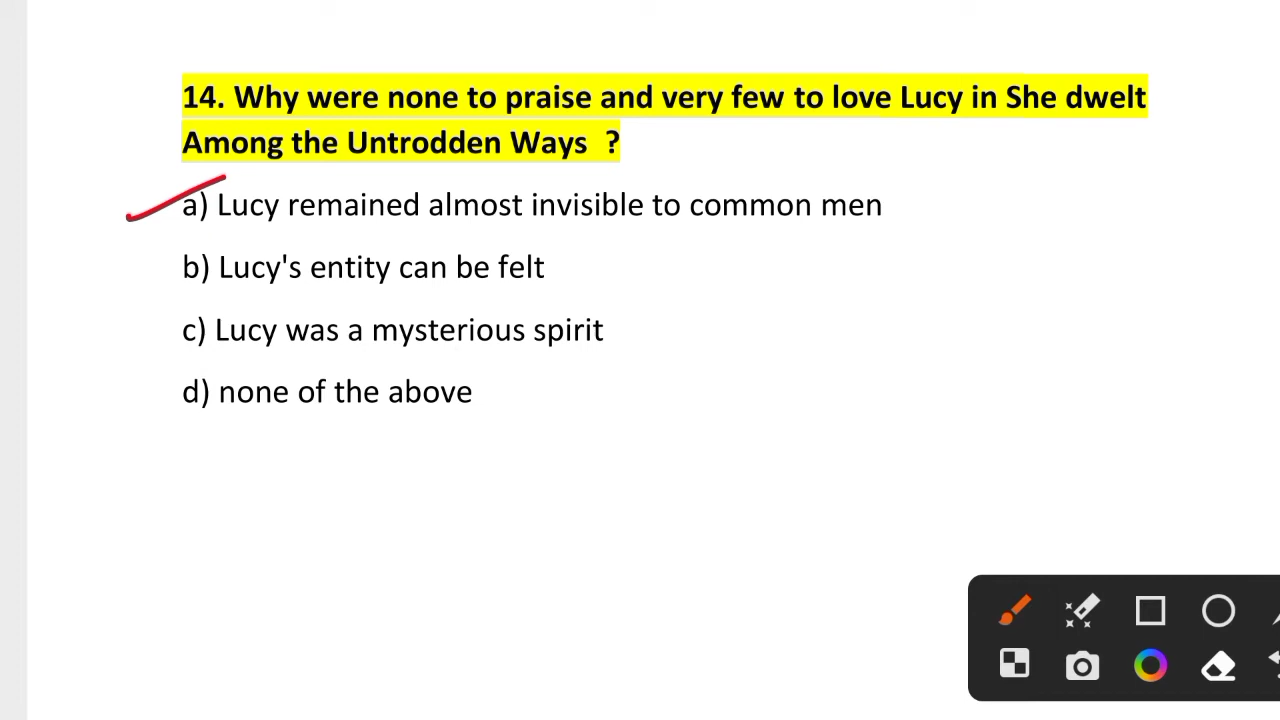 14. Why were none to praise and very few to love Lucy in She dwelt
Among the Untrodden Ways  ?
a) Lucy remained almost invisible to common men
b) Lucy's entity can be felt
c) Lucy was a mysterious spirit
d) none of the above